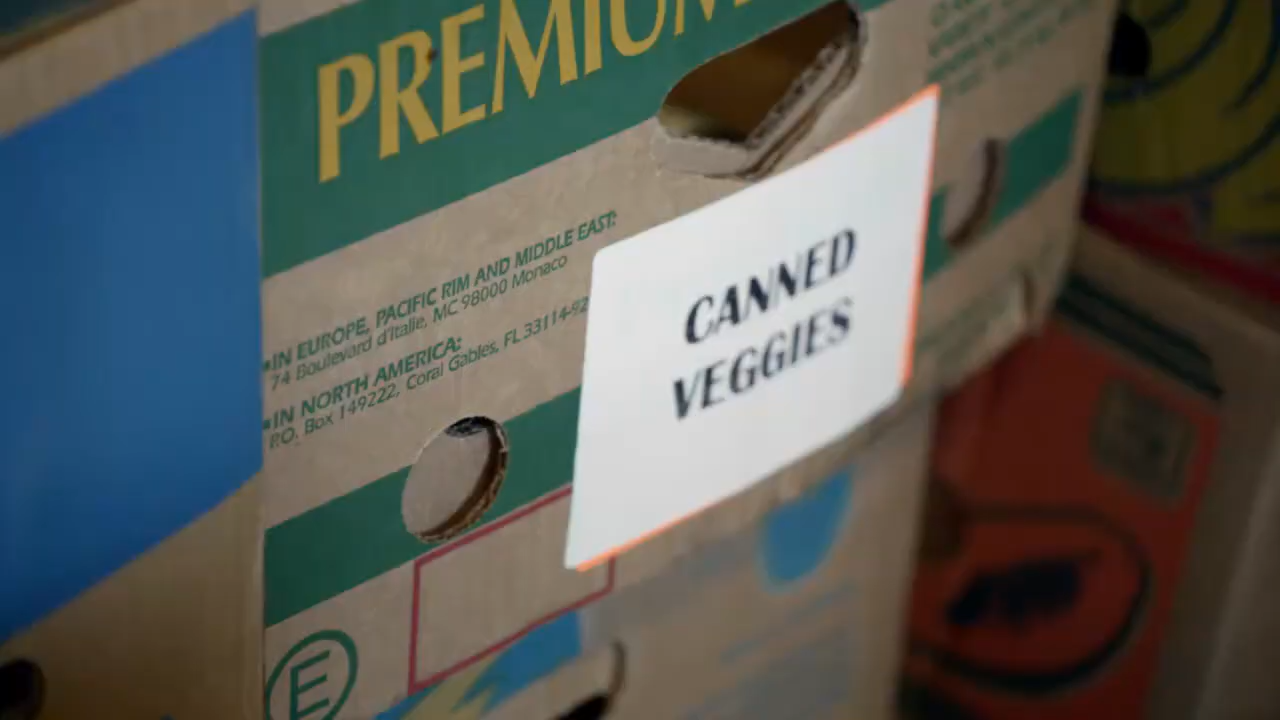 PREMIUM
▪IN EUROPE, PACIFIC RIM AND MIDDLE EAST:
74 Boulevard d'Italie, MC 98000 Monaco
▪IN NORTH AMERICA:
P.O. Box 149222, Coral Gables, FL 33114-92
CANNED
VEGGIES
E